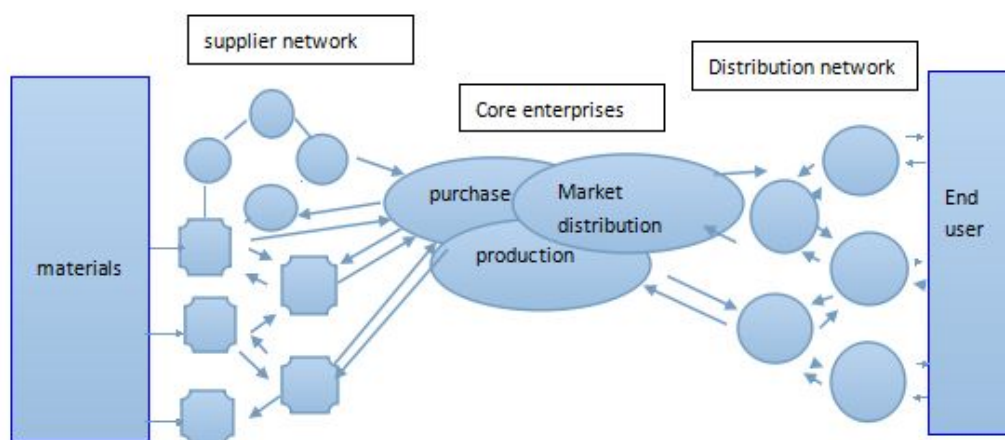 supplier network
Distribution network
Core enterprises
purchase
Market
distribution
production
materials
End
user